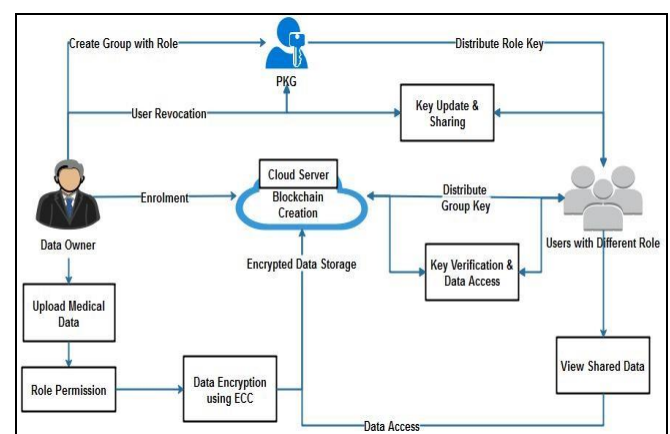 Create Group with Role
Distribute Role Key
PKG
User Revocation
Key Update &
Sharing
Cloud Server
Blockchain
Creation
Enrolment
Distribute
Group Key
Data Owner
Users with Different Role
Encrypted Data Storage
Key Verification &
Data Access
Upload Medical
Data
Role Permission
Data Encryption
using ECC
View Shared Data
Data Access